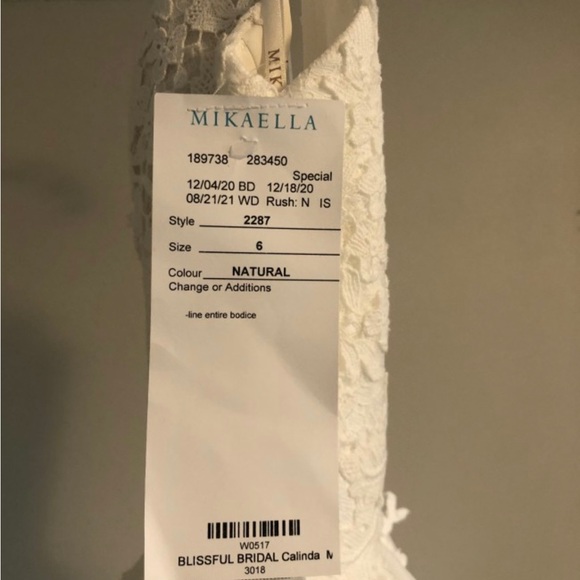 MIK
MIKAELLA
189738 283450
Special
12/04/20 BD 12/18/20
08/21/21 WD Rush: N IS
Style 2287
Size 6
Colour NATURAL
Change or Additions
-line entire bodice
W0517
BLISSFUL BRIDAL Calinda M
3018